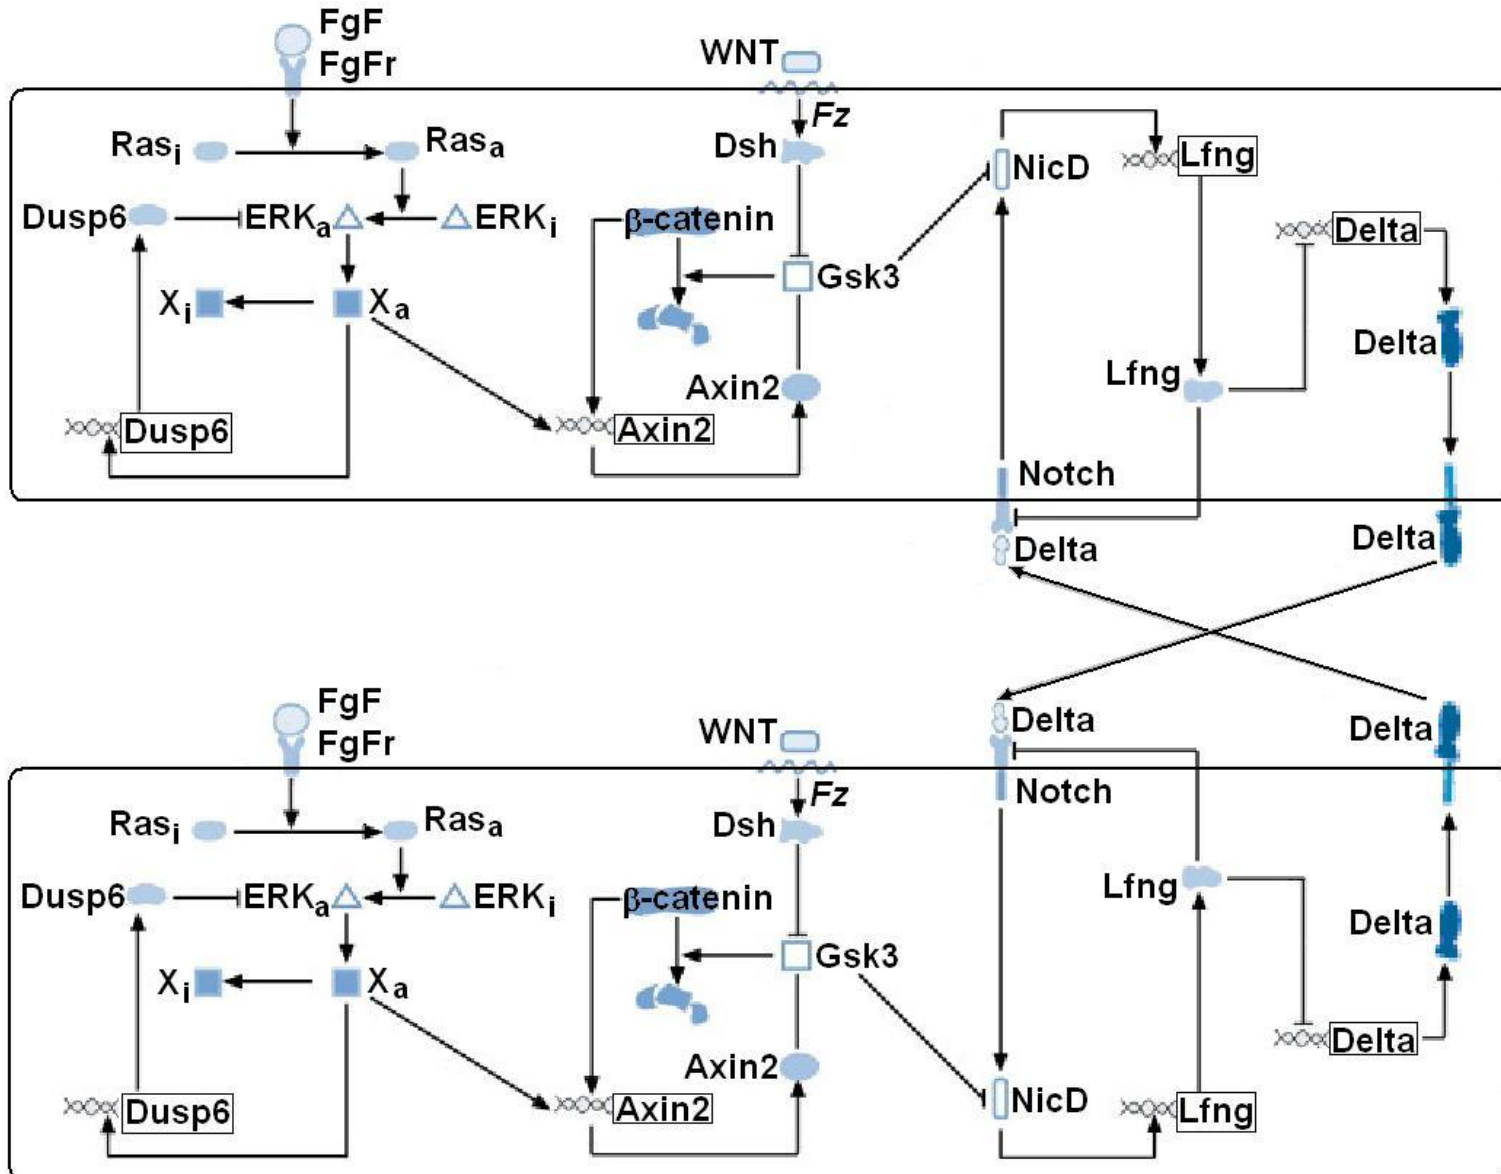 FgF
FgFr
WNT
Fz
Rasi
Rasa
Dsh
NicD
Lfng
Dusp6
ERKa
ERKi
β-catenin
Delta
Gsk3
Xi
Xa
Delta
Axin2
Lfng
Dusp6
Axin2
Notch
Delta
Delta
FgF
FgFr
WNT
Delta
Delta
Fz
Notch
Rasi
Rasa
Dsh
Dusp6
ERKa
ERKi
β-catenin
Lfng
Delta
Gsk3
Xi
Xa
Delta
Axin2
Dusp6
Axin2
NicD
Lfng